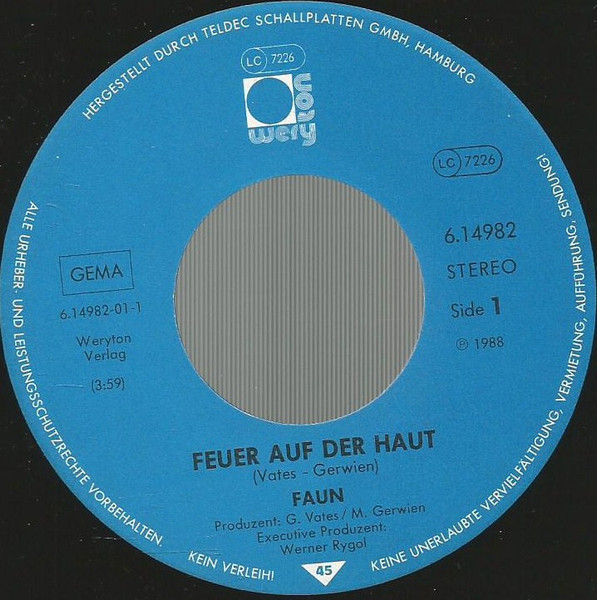 HERGESTELLT DURCH TELDEC SCHALLPLATTEN GMBH, HAMBURG
LC 7226
weryton
LC 7226
6.14982
STEREO
Side 1
℗ 1988
GEMA
6.14982-01-1
Weryton
Verlag
(3:59)
FEUER AUF DER HAUT
(Vates - Gerwien)
FAUN
Produzent: G. Vates / M. Gerwien
Executive Produzent:
Werner Rygol
ALLE URHEBER- UND LEISTUNGSSCHUTZRECHTE VORBEHALTEN.
KEIN VERLEIH!
45
KEINE UNERLAUBTE VERVIELFÄLTIGUNG, VERMIETUNG, AUFFÜHRUNG, SENDUNG!